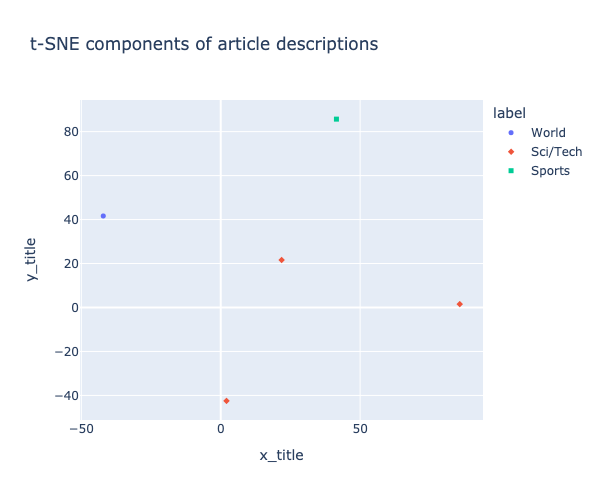 t-SNE components of article descriptions
label
World
Sci/Tech
Sports
80
60
40
20
0
−20
−40
−50
0
50
y_title
x_title